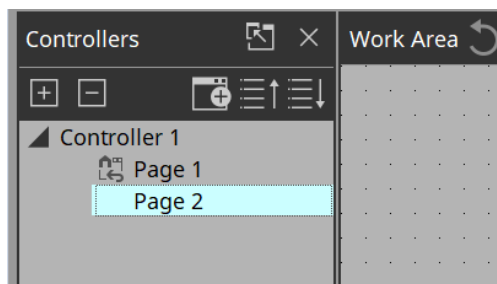 Controllers
Work Area
Controller 1
Page 1
Page 2